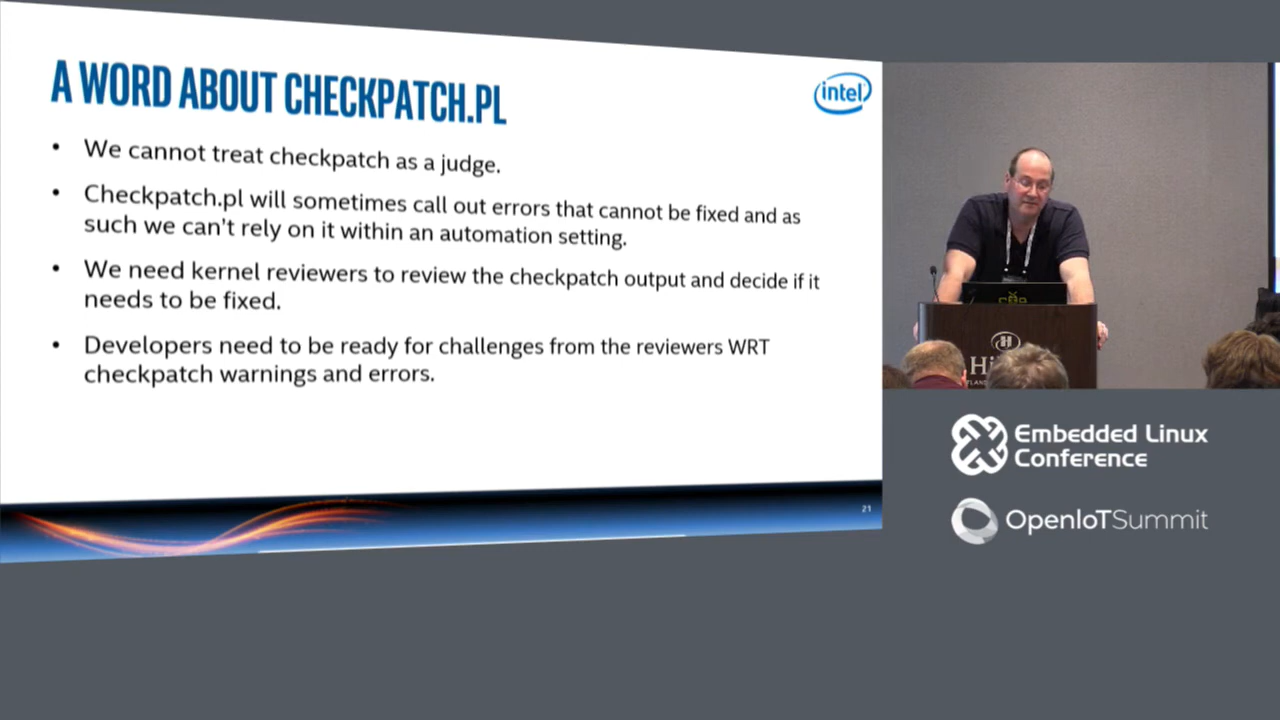 A WORD ABOUT CHECKPATCH.PL
intel
• We cannot treat checkpatch as a judge.
• Checkpatch.pl will sometimes call out errors that cannot be fixed and as
such we can't rely on it within an automation setting.
• We need kernel reviewers to review the checkpatch output and decide if it
needs to be fixed.
• Developers need to be ready for challenges from the reviewers WRT
checkpatch warnings and errors.
21
Embedded Linux
Conference
OpenIoTSummit